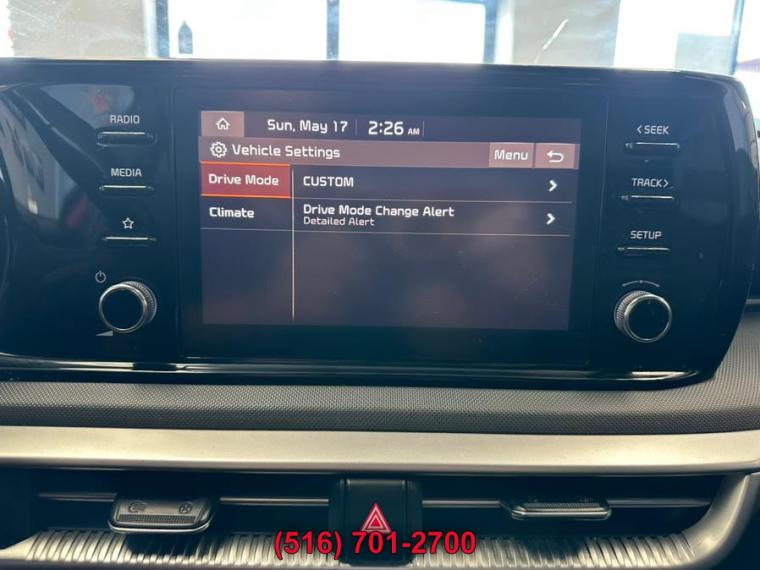 RADIO
MEDIA
Sun, May 17 2:26 AM
Vehicle Settings Menu
Drive Mode CUSTOM
Climate Drive Mode Change Alert
Detailed Alert
< SEEK
TRACK >
SETUP
(516) 701-2700